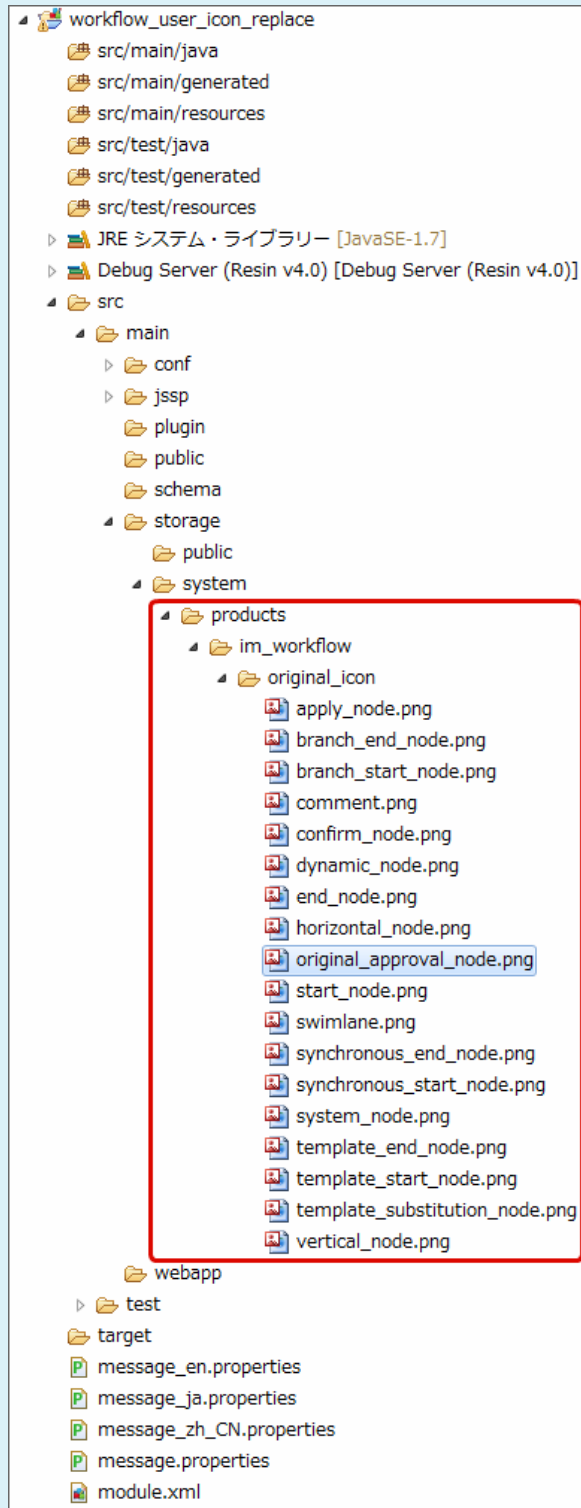 workflow_user_icon_replace
src/main/java
src/main/generated
src/main/resources
src/test/java
src/test/generated
src/test/resources
JRE システム・ライブラリー [JavaSE-1.7]
Debug Server (Resin v4.0) [Debug Server (Resin v4.0)]
src
main
conf
jssp
plugin
public
schema
storage
public
system
products
im_workflow
original_icon
apply_node.png
branch_end_node.png
branch_start_node.png
comment.png
confirm_node.png
dynamic_node.png
end_node.png
horizontal_node.png
original_approval_node.png
start_node.png
swimlane.png
synchronous_end_node.png
synchronous_start_node.png
system_node.png
template_end_node.png
template_start_node.png
template_substitution_node.png
vertical_node.png
webapp
test
target
message_en.properties
message_ja.properties
message_zh_CN.properties
message.properties
module.xml